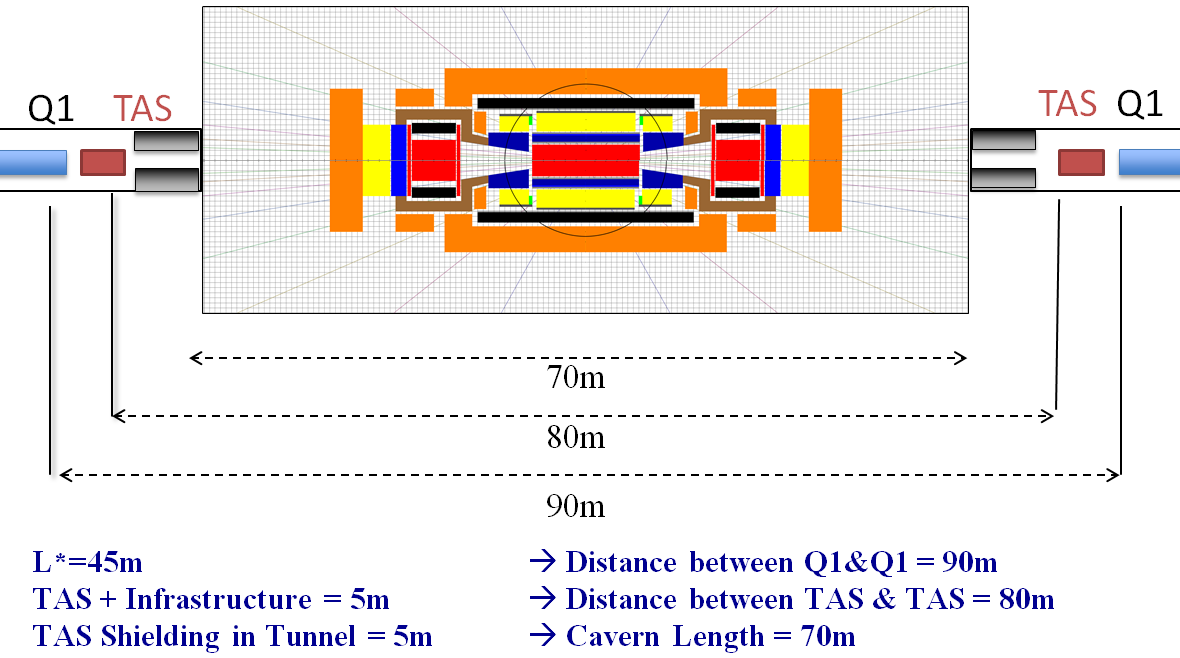 Q1 TAS TAS Q1
70m
80m
90m
L*=45m → Distance between Q1&Q1 = 90m
TAS + Infrastructure = 5m → Distance between TAS & TAS = 80m
TAS Shielding in Tunnel = 5m → Cavern Length = 70m